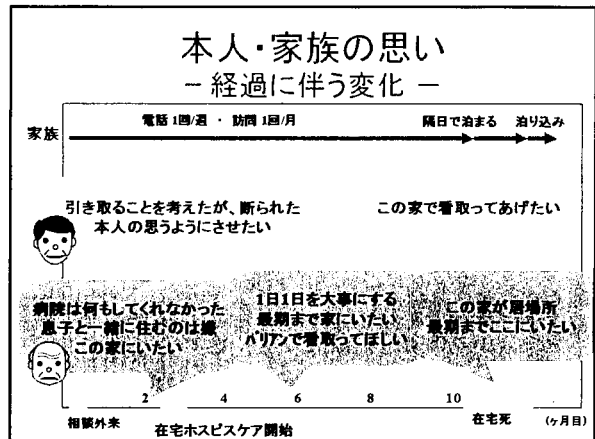 本人・家族の思い
－経過に伴う変化－
家族
電話1回/週 ・ 訪問1回/月
隔日で泊まる
泊り込み
引き取ることを考えたが、断られた
本人の思うようにさせたい
この家で看取ってあげたい
病院は何もしてくれなかった
息子と一緒に住むのは嫌
この家にいたい
1日1日を大事にする
最期まで家にいたい
パリアンで看取ってほしい
この家が居場所
最期までここにいたい
2 4 6 8 10
相談外来
在宅ホスピスケア開始
在宅死
(ヶ月目)